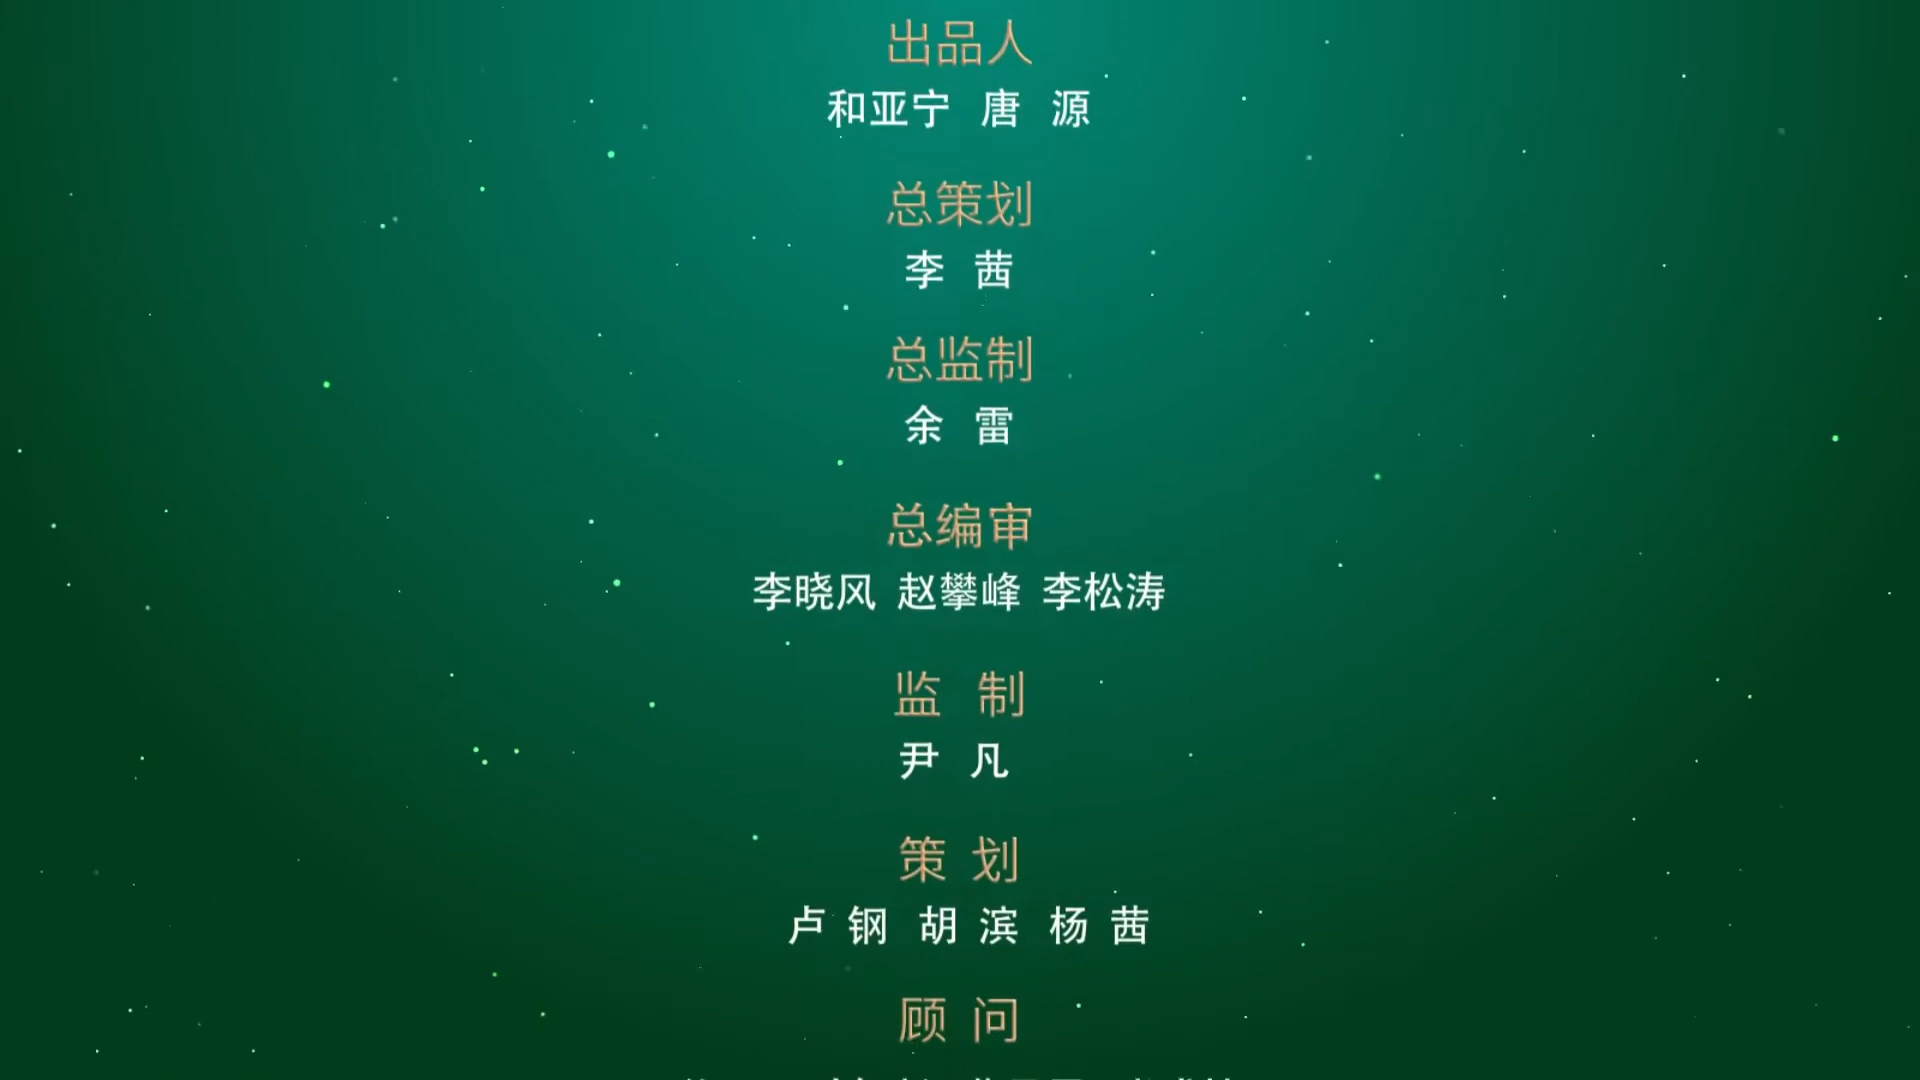 出品人
和亚宁 唐 源
总策划
李 茜
总监制
余 雷
总编审
李晓风 赵攀峰 李松涛
监 制
尹 凡
策 划
卢 钢 胡 滨 杨 茜
顾 问